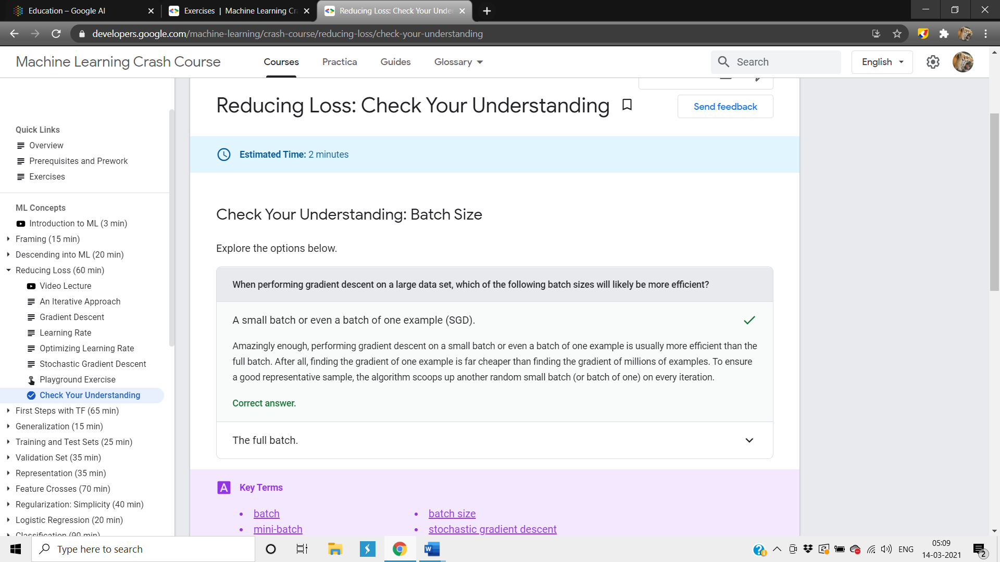 Education – Google AI
Exercises | Machine Learning Cra
Reducing Loss: Check Your Unde
developers.google.com/machine-learning/crash-course/reducing-loss/check-your-understanding
Machine Learning Crash Course
Courses
Practica
Guides
Glossary
Search
English
Quick Links
Overview
Prerequisites and Prework
Exercises
ML Concepts
Introduction to ML (3 min)
Framing (15 min)
Descending into ML (20 min)
Reducing Loss (60 min)
Video Lecture
An Iterative Approach
Gradient Descent
Learning Rate
Optimizing Learning Rate
Stochastic Gradient Descent
Playground Exercise
Check Your Understanding
First Steps with TF (65 min)
Generalization (15 min)
Training and Test Sets (25 min)
Validation Set (35 min)
Representation (35 min)
Feature Crosses (70 min)
Regularization: Simplicity (40 min)
Logistic Regression (20 min)
Classification (90 min)
Reducing Loss: Check Your Understanding
Send feedback
Estimated Time: 2 minutes
Check Your Understanding: Batch Size
Explore the options below.
When performing gradient descent on a large data set, which of the following batch sizes will likely be more efficient?
A small batch or even a batch of one example (SGD).
Amazingly enough, performing gradient descent on a small batch or even a batch of one example is usually more efficient than the
full batch. After all, finding the gradient of one example is far cheaper than finding the gradient of millions of examples. To ensure
a good representative sample, the algorithm scoops up another random small batch (or batch of one) on every iteration.
Correct answer.
The full batch.
Key Terms
batch
batch size
mini-batch
stochastic gradient descent
Type here to search
ENG
05:09
14-03-2021
2